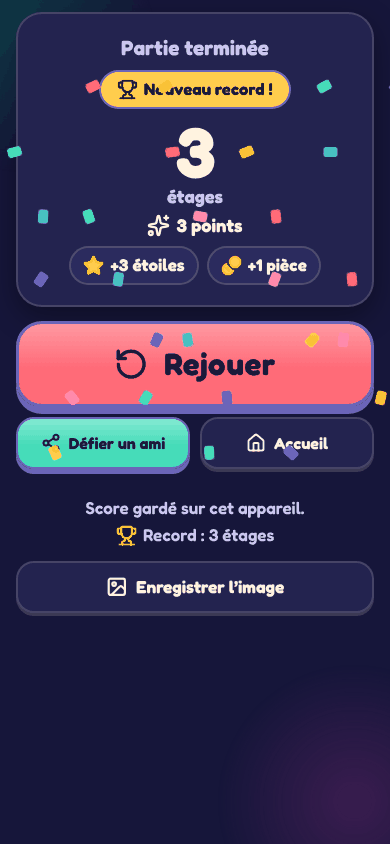 Partie terminée
Nouveau record !
3
étages
3 points
+3 étoiles
+1 pièce
Rejouer
Défier un ami
Accueil
Score gardé sur cet appareil.
Record : 3 étages
Enregistrer l'image